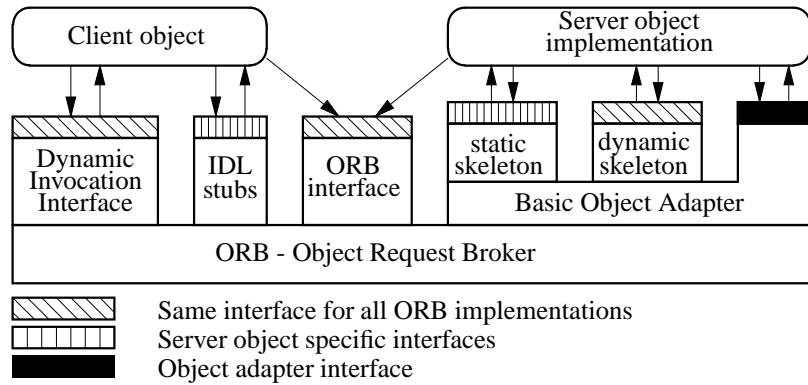 Client object
Server object
implementation
Dynamic
Invocation
Interface
IDL
stubs
ORB
interface
static
skeleton
dynamic
skeleton
Basic Object Adapter
ORB - Object Request Broker
Same interface for all ORB implementations
Server object specific interfaces
Object adapter interface